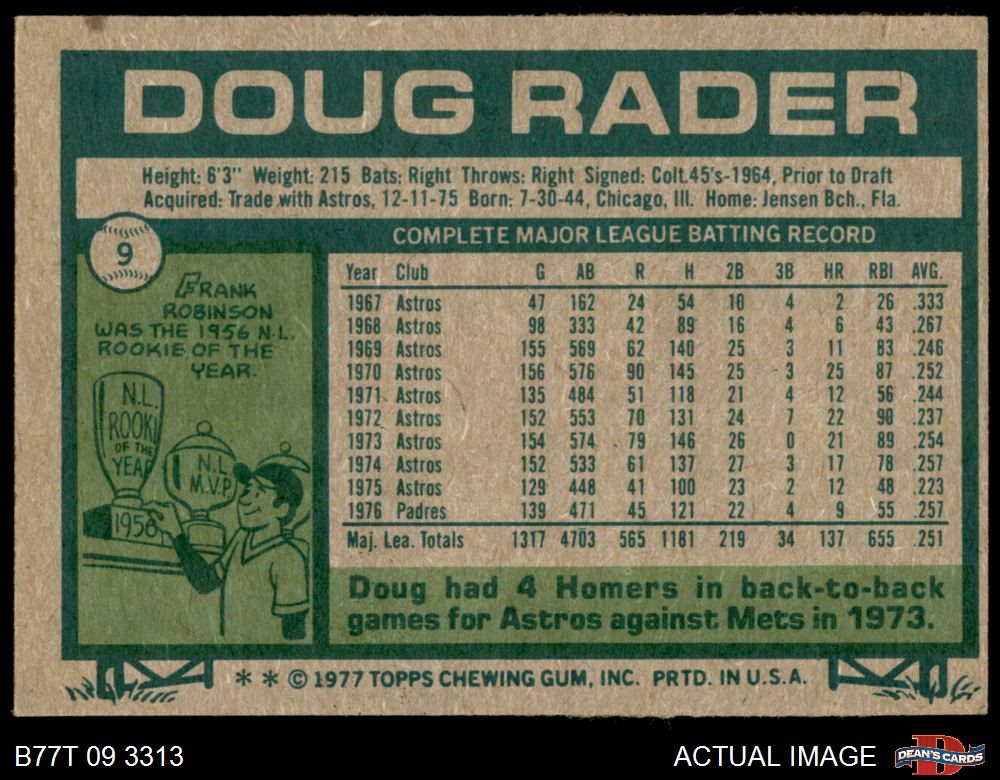 DOUG RADER
Height: 6'3" Weight: 215 Bats: Right Throws: Right Signed: Colt.45's-1964, Prior to Draft
Acquired: Trade with Astros, 12-11-75 Born: 7-30-44, Chicago, Ill. Home: Jensen Bch., Fla.
9
FRANK
ROBINSON
WAS THE 1956 N.L.
ROOKIE OF THE
YEAR.
N.L.
ROOKI
OF THE
YEAR
1956
N.L.
M.V.P.
COMPLETE MAJOR LEAGUE BATTING RECORD
Year Club G AB R H 2B 3B HR RBI AVG.
1967 Astros 47 162 24 54 10 4 2 26 .333
1968 Astros 98 333 42 89 16 4 6 43 .267
1969 Astros 155 569 62 140 25 3 11 83 .246
1970 Astros 156 576 90 145 25 3 25 87 .252
1971 Astros 135 484 51 118 21 4 12 56 .244
1972 Astros 152 553 70 131 24 7 22 90 .237
1973 Astros 154 574 79 146 26 0 21 89 .254
1974 Astros 152 533 61 137 27 3 17 78 .257
1975 Astros 129 448 41 100 23 2 12 48 .223
1976 Padres 139 471 45 121 22 4 9 55 .257
Maj. Lea. Totals 1317 4703 565 1181 219 34 137 655 .251
Doug had 4 Homers in back-to-back
games for Astros against Mets in 1973.
* * © 1977 TOPPS CHEWING GUM, INC. PRTD. IN U.S.A.
B77T 09 3313
ACTUAL IMAGE
D
DEAN'S CARDS